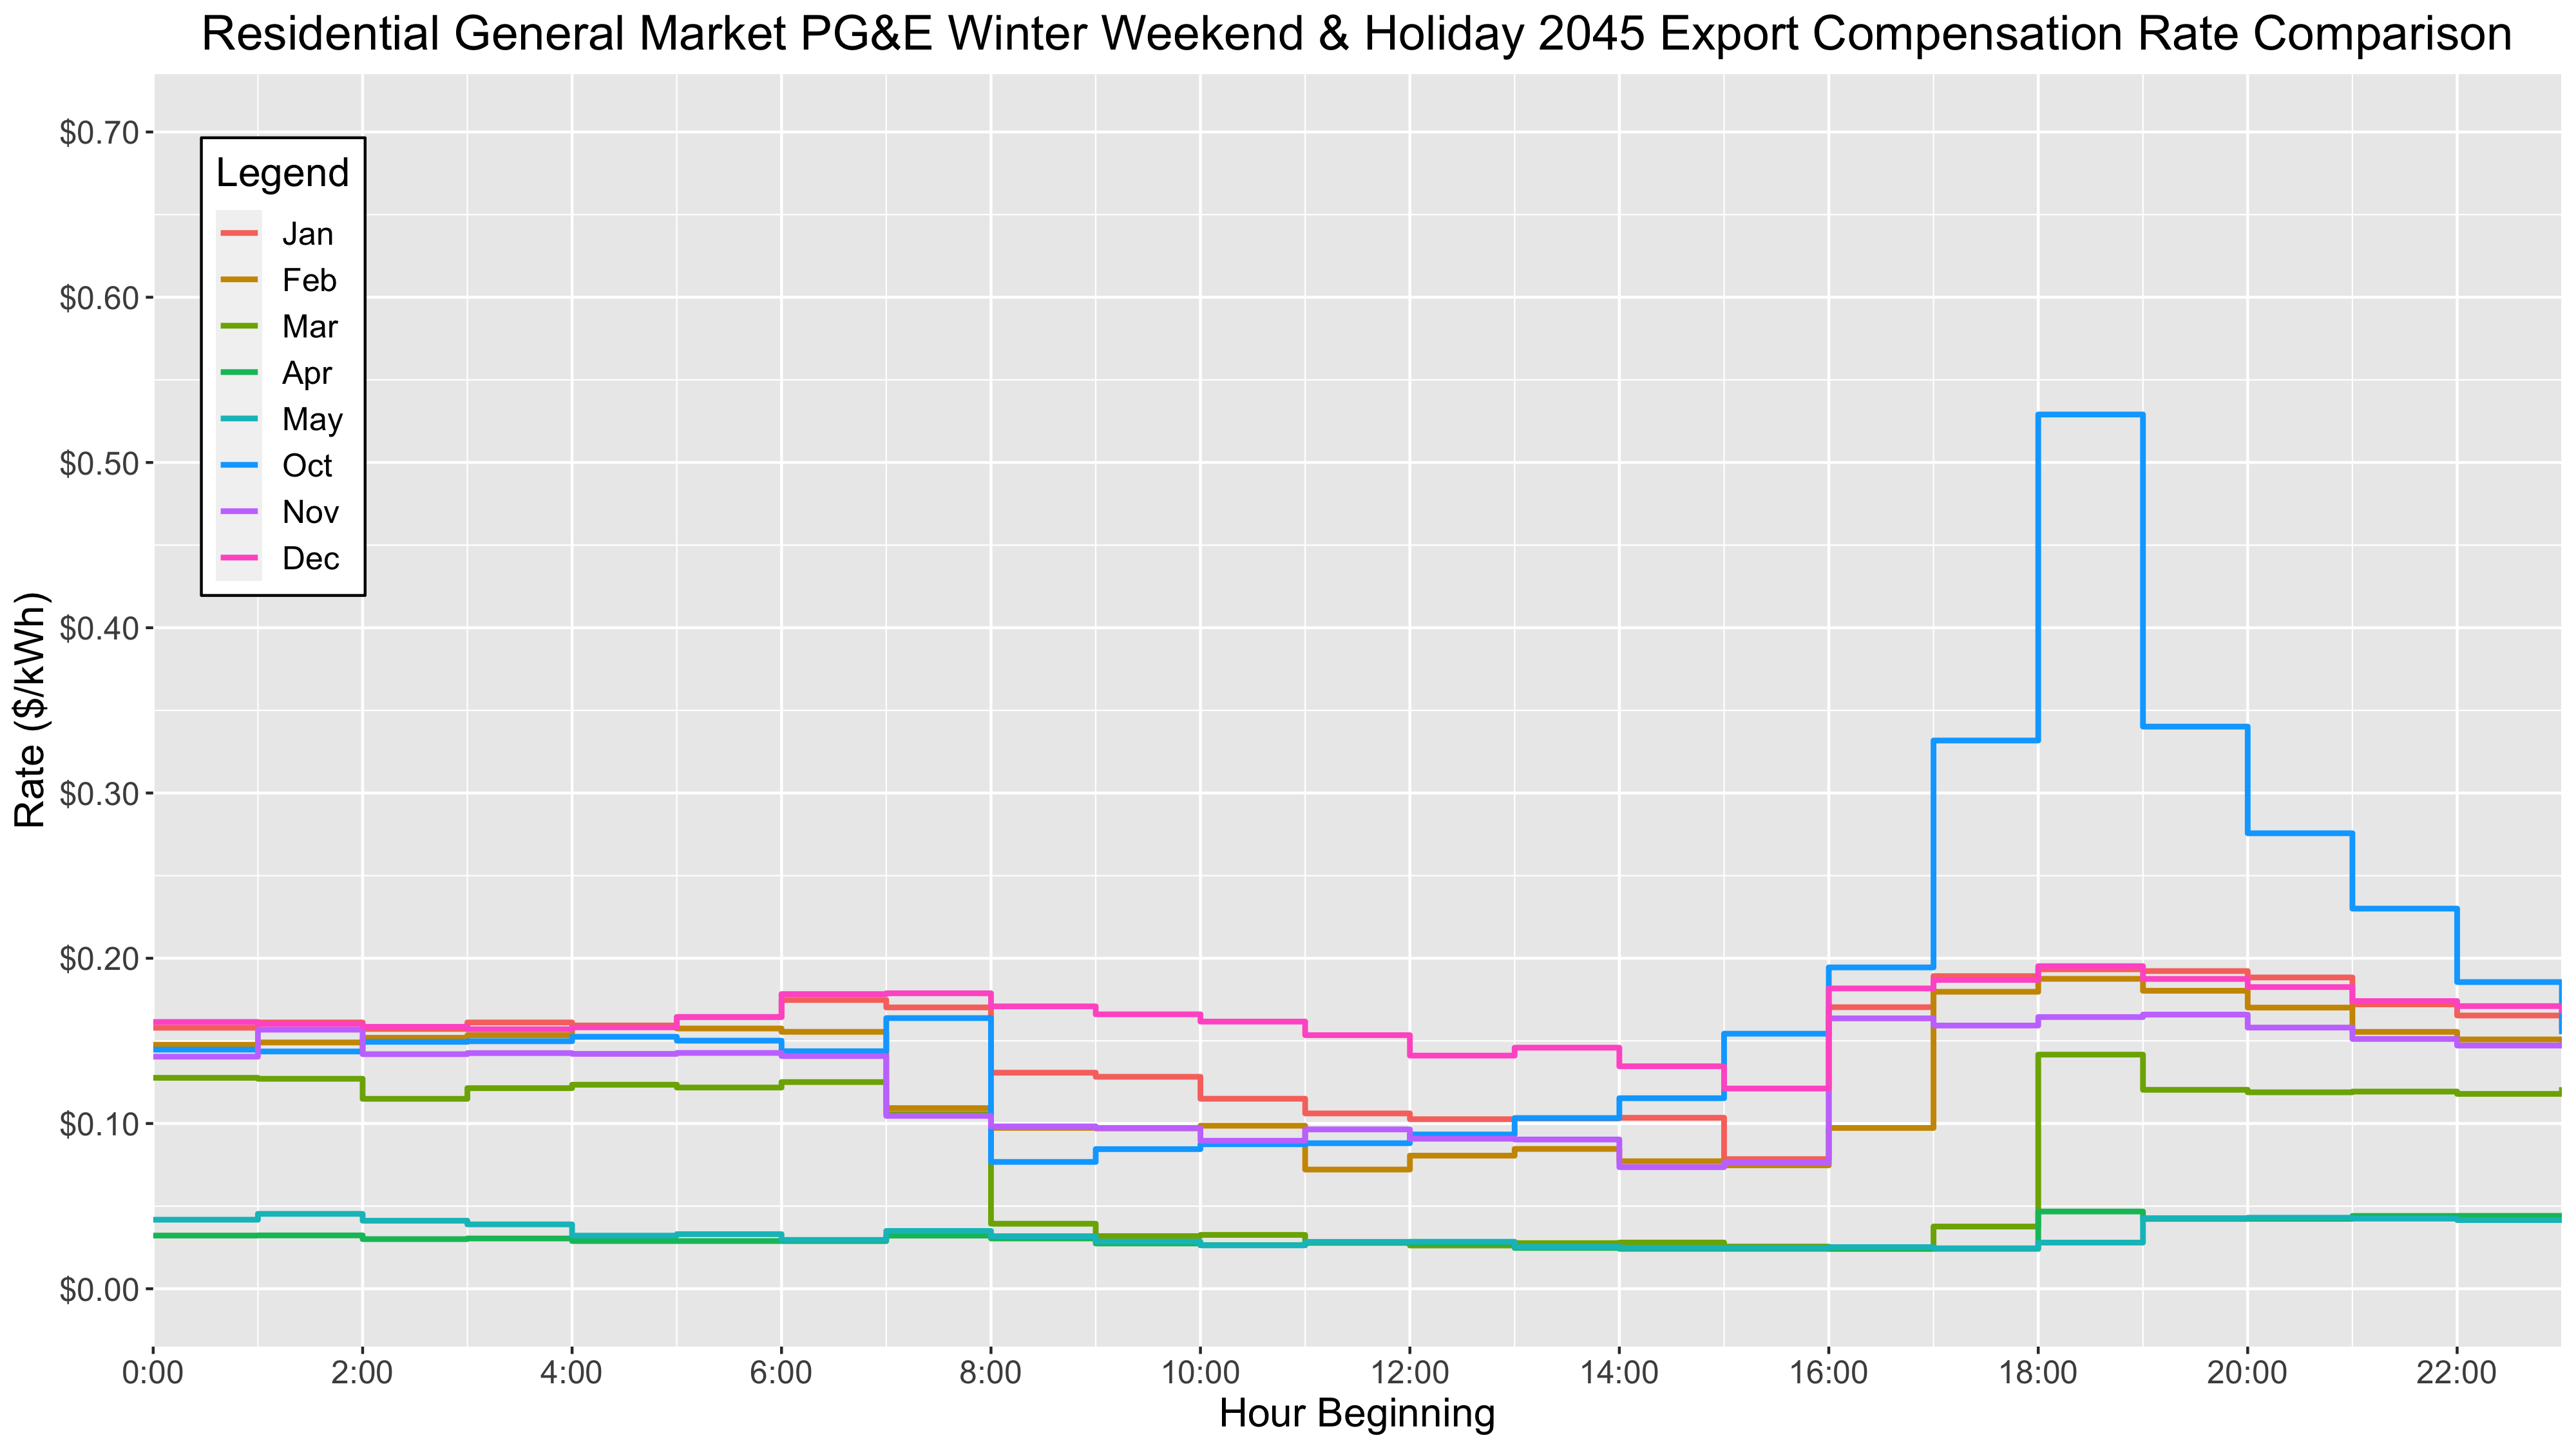 Residential General Market PG&E Winter Weekend & Holiday 2045 Export Compensation Rate Comparison
Rate ($/kWh)
$0.70
$0.60
$0.50
$0.40
$0.30
$0.20
$0.10
$0.00
Legend
Jan
Feb
Mar
Apr
May
Oct
Nov
Dec
0:00 2:00 4:00 6:00 8:00 10:00 12:00 14:00 16:00 18:00 20:00 22:00
Hour Beginning